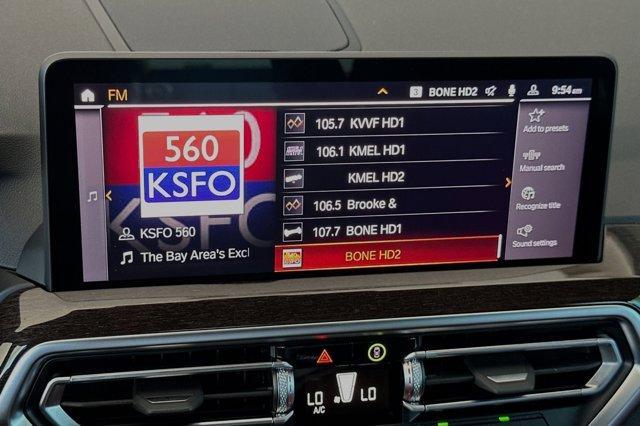 FM
3 BONE HD2 9:54 am
560
KSFO
KSFO 560
The Bay Area's Excl
105.7 KVVF HD1
106.1 KMEL HD1
KMEL HD2
106.5 Brooke &
107.7 BONE HD1
BONE HD2
Add to presets
Manual search
Recognize title
Sound settings
LO LO
A/C